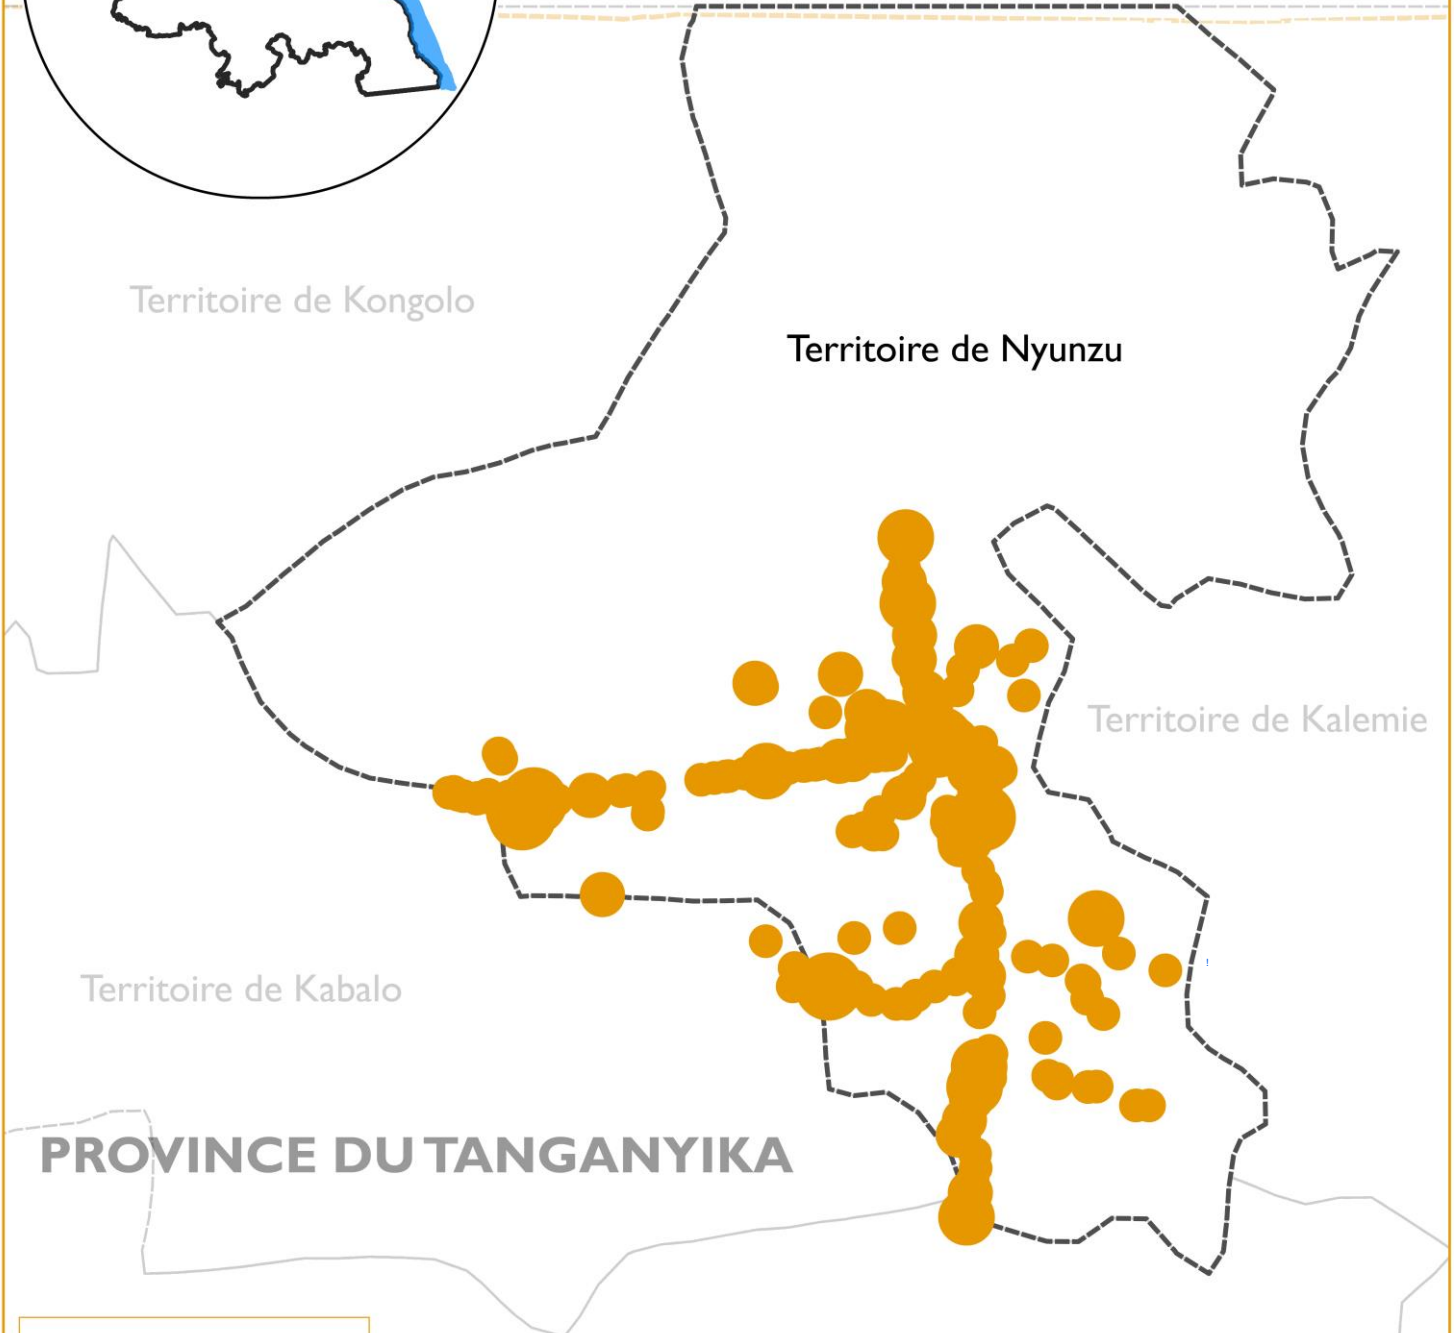 Territoire de Kongolo
Territoire de Nyunzu
Territoire de Kalemie
!
Territoire de Kabalo
PROVINCE DU TANGANYIKA